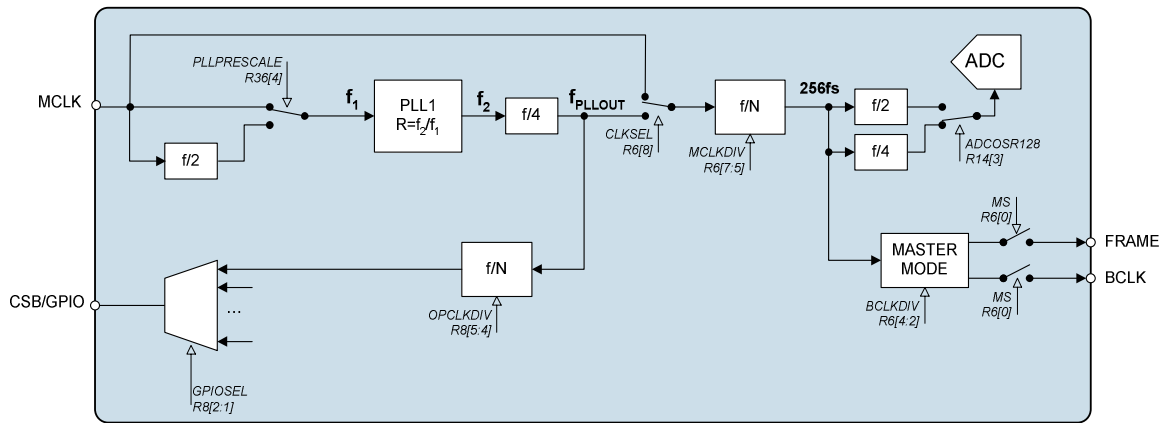 PLLPRESCALE
R36[4]
MCLK
f/2
f1
PLL1
R=f2/f1
f2
f/4
fPLLOUT
CLKSEL
R6[8]
f/N
MCLKDIV
R6[7:5]
256fs
f/2
f/4
ADC
ADCOSR128
R14[3]
MS
R6[0]
FRAME
MASTER
MODE
BCLK
MS
R6[0]
BCLKDIV
R6[4:2]
f/N
OPCLKDIV
R8[5:4]
CSB/GPIO
...
GPIOSEL
R8[2:1]